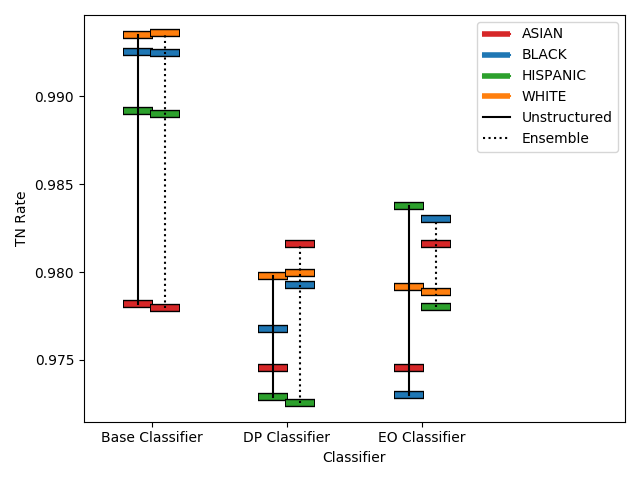 ASIAN
BLACK
HISPANIC
WHITE
Unstructured
Ensemble
0.990
0.985
0.980
0.975
TN Rate
Base Classifier
DP Classifier
EO Classifier
Classifier